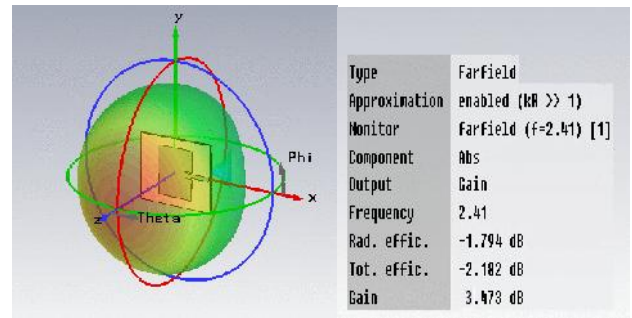 y
Phi
x
z
Theta
Type Farfield
Approximation enabled (kR >> 1)
Monitor farfield (f=2.41) [1]
Component Abs
Output Gain
Frequency 2.41
Rad. effic. -1.794 dB
Tot. effic. -2.182 dB
Gain 3.473 dB